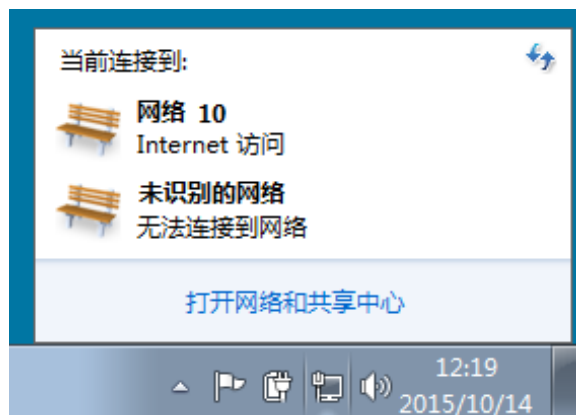 当前连接到:
网络 10
Internet 访问
未识别的网络
无法连接到网络
打开网络和共享中心
12:19
2015/10/14